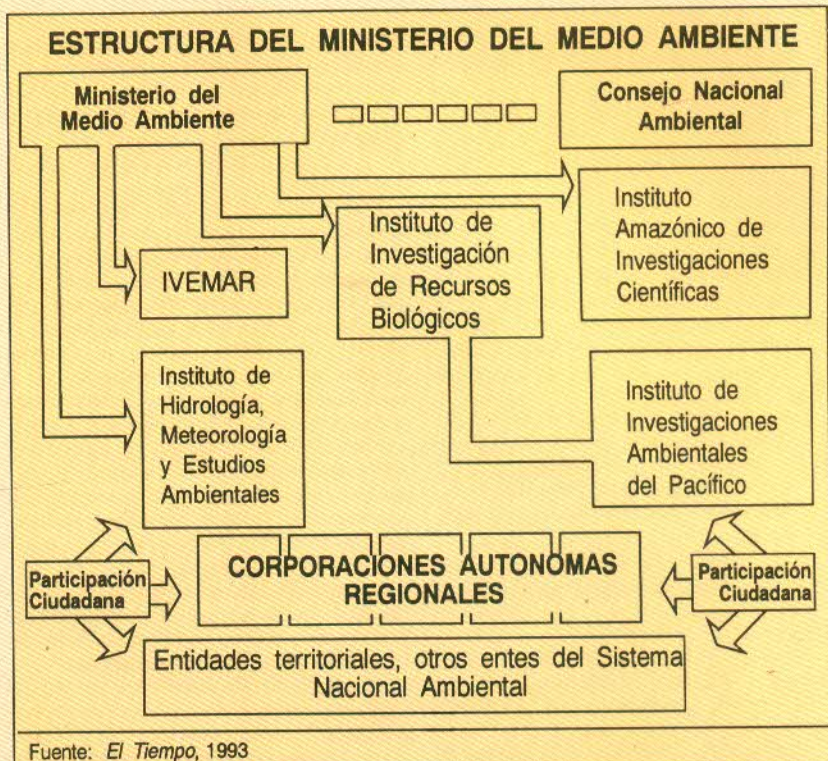 ESTRUCTURA DEL MINISTERIO DEL MEDIO AMBIENTE
Ministerio del
Medio Ambiente
Consejo Nacional
Ambiental
Instituto
Amazónico de
Investigaciones
Científicas
Instituto de
Investigación
de Recursos
Biológicos
IVEMAR
Instituto de
Hidrología,
Meteorología
y Estudios
Ambientales
Instituto de
Investigaciones
Ambientales
del Pacífico
Participación
Ciudadana
CORPORACIONES AUTONOMAS
REGIONALES
Participación
Ciudadana
Entidades territoriales, otros entes del Sistema
Nacional Ambiental
Fuente: El Tiempo, 1993